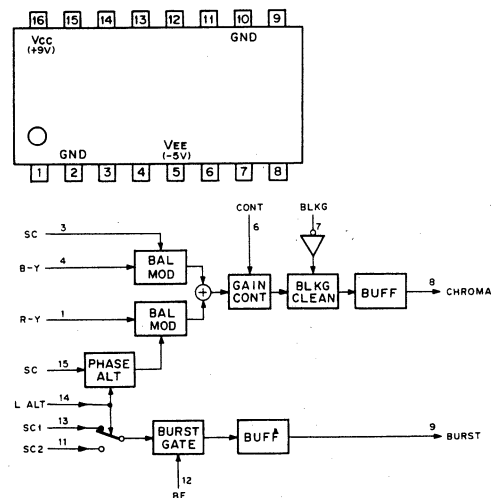 16 15 14 13 12 11 10 9
VCC GND
(+9V)
GND VEE
(-5V)
1 2 3 4 5 6 7 8
CONT BLKG
SC 3 6 7
B-Y 4 BAL MOD
+ GAIN CONT BLKG CLEAN BUFF 8 CHROMA
R-Y 1 BAL MOD
SC 15 PHASE ALT
L ALT 14
SC1 13 BURST GATE BUFF 9 BURST
SC2 11
12
BF